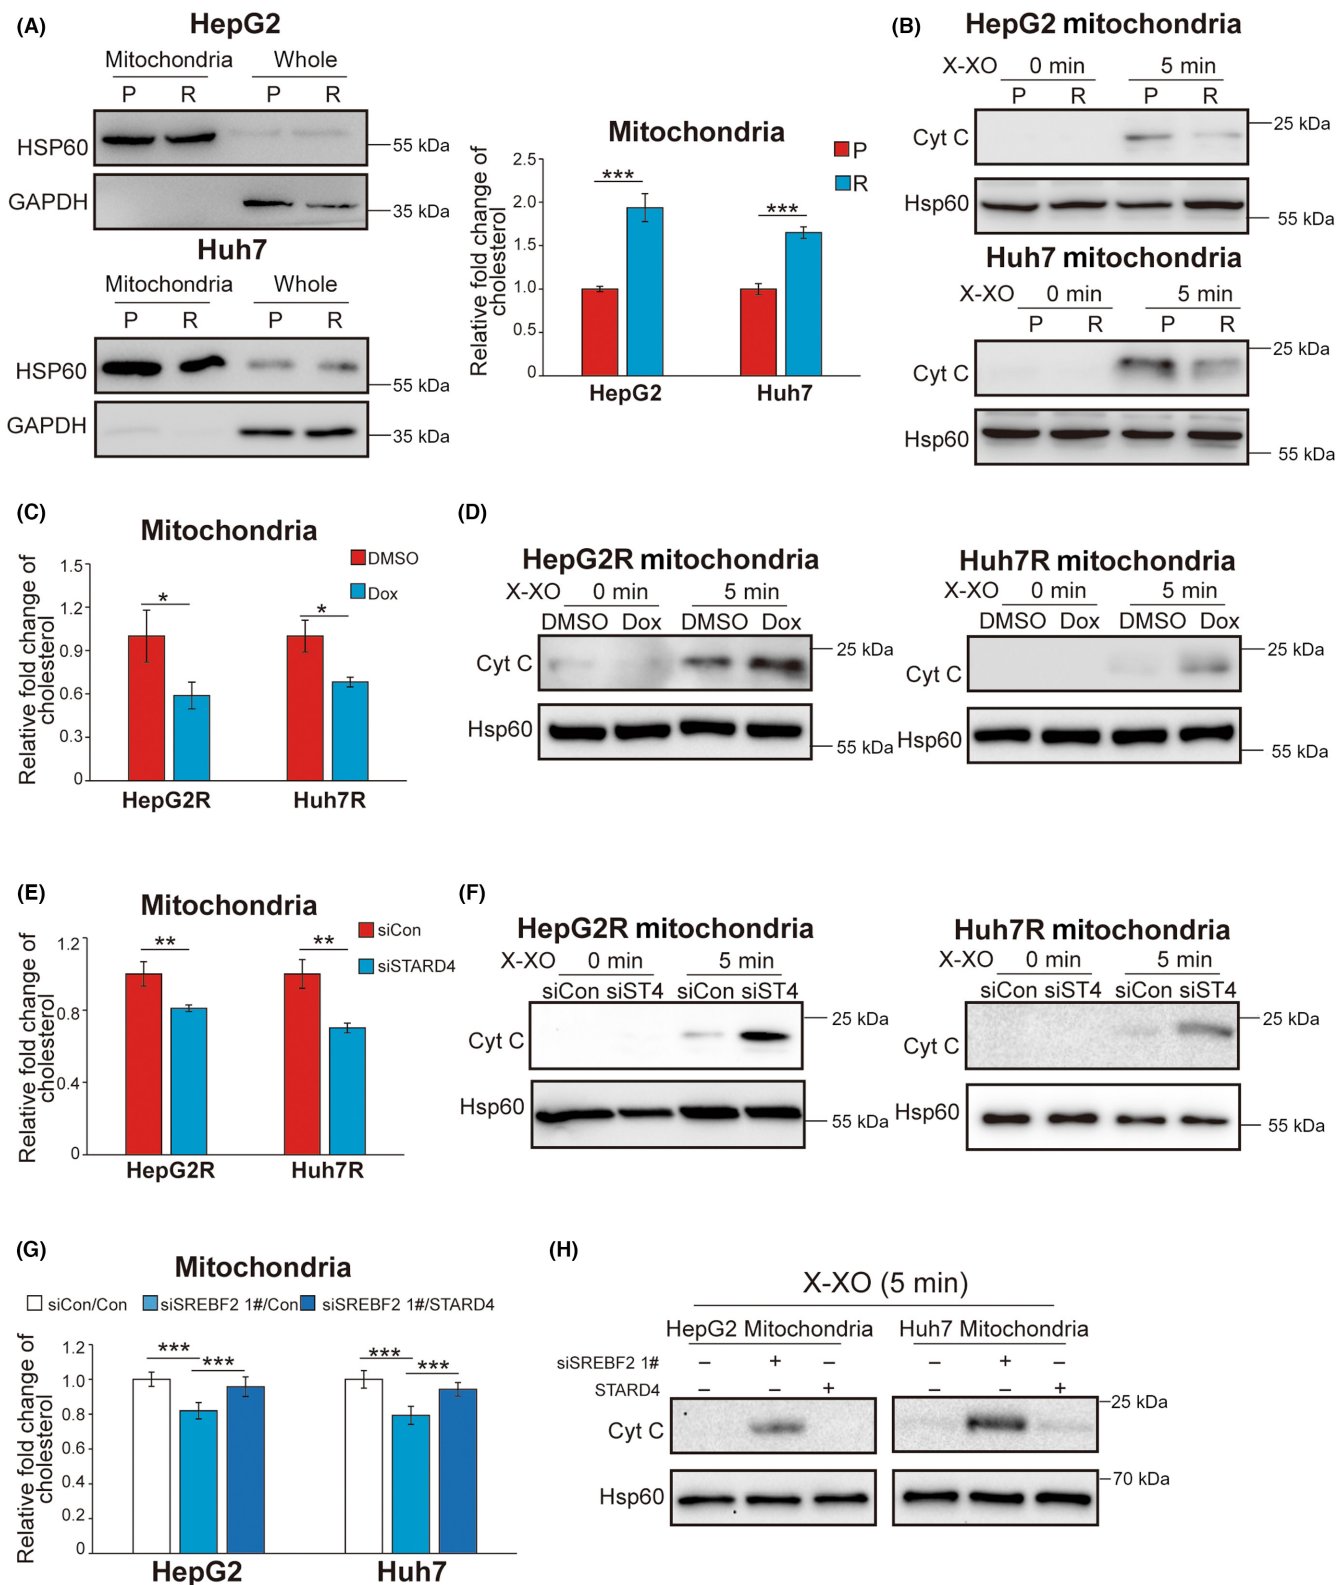 (A)
HepG2
Mitochondria Whole
P R P R
HSP60
55 kDa
GAPDH
35 kDa
Huh7
Mitochondria Whole
P R P R
HSP60
55 kDa
GAPDH
35 kDa
Mitochondria
P
R
Relative fold change of
cholesterol
2.5
2.0
1.5
1.0
0.5
0
***
***
HepG2 Huh7
(B)
HepG2 mitochondria
X-XO 0 min 5 min
P R P R
Cyt C
25 kDa
Hsp60
55 kDa
Huh7 mitochondria
X-XO 0 min 5 min
P R P R
Cyt C
25 kDa
Hsp60
55 kDa
(C)
Mitochondria
DMSO
Dox
Relative fold change of
cholesterol
1.5
1.2
0.9
0.6
0.3
0
*
*
HepG2R Huh7R
(D)
HepG2R mitochondria
X-XO 0 min 5 min
DMSO Dox DMSO Dox
Cyt C
25 kDa
Hsp60
55 kDa
Huh7R mitochondria
X-XO 0 min 5 min
DMSO Dox DMSO Dox
Cyt C
25 kDa
Hsp60
55 kDa
(E)
Mitochondria
siCon
siSTARD4
Relative fold change of
cholesterol
1.2
0.8
0.4
0
**
**
HepG2R Huh7R
(F)
HepG2R mitochondria
X-XO 0 min 5 min
siCon siST4 siCon siST4
Cyt C
25 kDa
Hsp60
55 kDa
Huh7R mitochondria
X-XO 0 min 5 min
siCon siST4 siCon siST4
Cyt C
25 kDa
Hsp60
55 kDa
(G)
Mitochondria
siCon/Con siSREBF2 1#/Con siSREBF2 1#/STARD4
Relative fold change of
cholesterol
1.2
1.0
0.8
0.6
0.4
0.2
0
***
***
***
***
HepG2 Huh7
(H)
X-XO (5 min)
HepG2 Mitochondria Huh7 Mitochondria
siSREBF2 1# – + – – + –
STARD4 – – + – – +
Cyt C
25 kDa
Hsp60
70 kDa